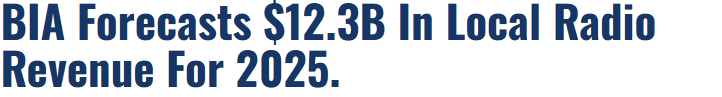 BIA Forecasts $12.3B In Local Radio
Revenue For 2025.